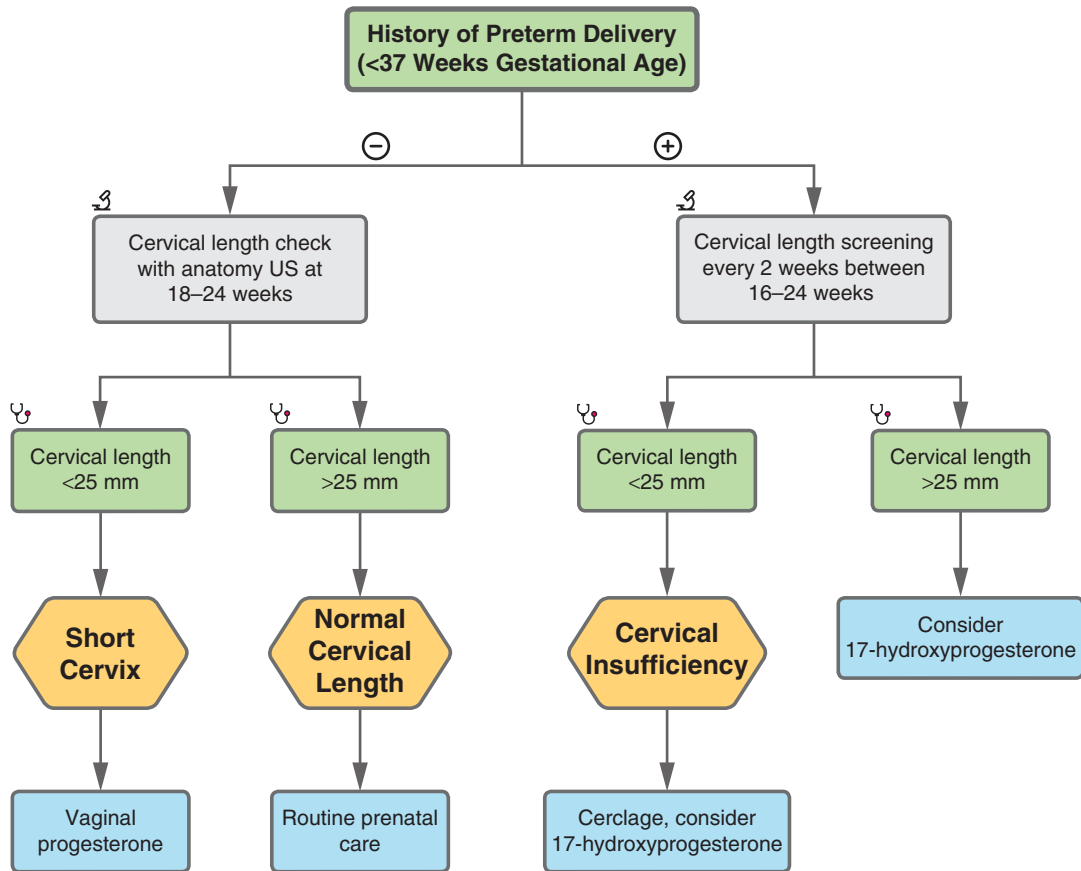 History of Preterm Delivery
(<37 Weeks Gestational Age)
−
+
Cervical length check
with anatomy US at
18–24 weeks
Cervical length screening
every 2 weeks between
16–24 weeks
Cervical length
<25 mm
Cervical length
>25 mm
Cervical length
<25 mm
Cervical length
>25 mm
Short
Cervix
Normal
Cervical
Length
Cervical
Insufficiency
Consider
17-hydroxyprogesterone
Vaginal
progesterone
Routine prenatal
care
Cerclage, consider
17-hydroxyprogesterone